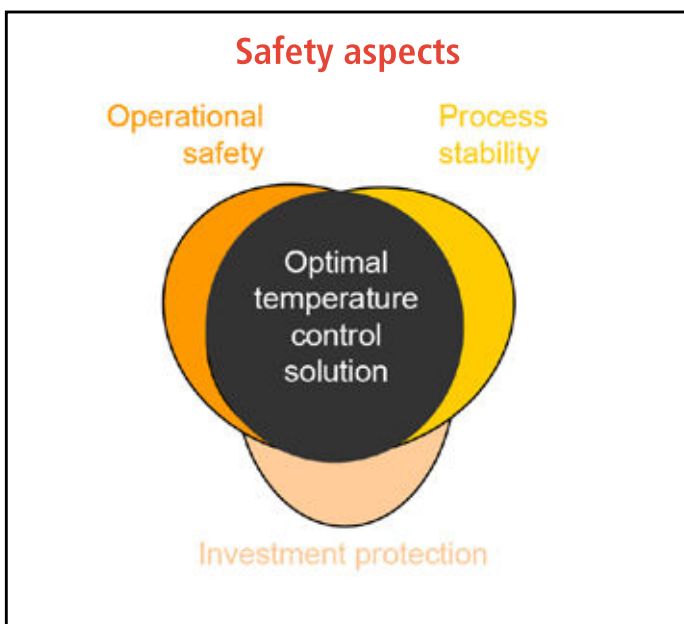 Safety aspects
Operational
safety
Process
stability
Optimal
temperature
control
solution
Investment protection